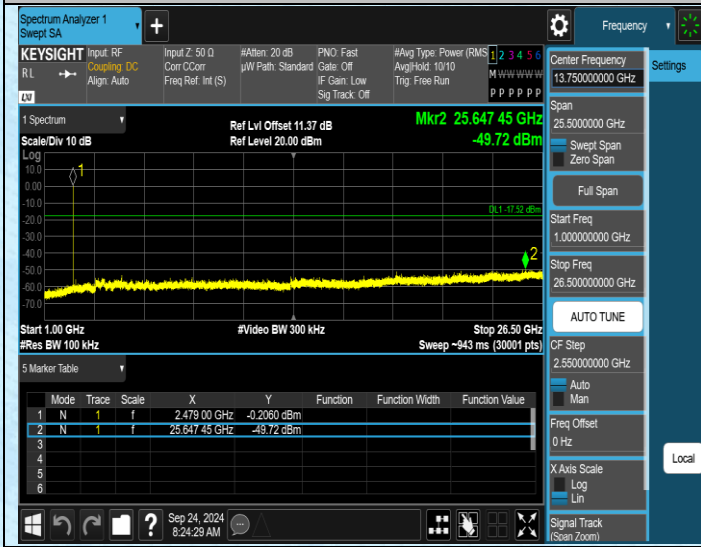 Spectrum Analyzer 1
Swept SA
Frequency
KEYSIGHT
RL
LXI
Input: RF
Coupling: DC
Align: Auto
Input Z: 50 Ω
Corr CCorr
Freq Ref: Int (S)
#Atten: 20 dB
µW Path: Standard
PNO: Fast
Gate: Off
IF Gain: Low
Sig Track: Off
#Avg Type: Power (RMS
Avg|Hold: 10/10
Trig: Free Run
1 2 3 4 5 6
M W W W W W
P P P P P P
1 Spectrum
Scale/Div 10 dB
Ref Lvl Offset 11.37 dB
Ref Level 20.00 dBm
Mkr2 25.647 45 GHz
-49.72 dBm
Log
10.0
0.00
-10.0
-20.0
-30.0
-40.0
-50.0
-60.0
-70.0
1
DL1 -17.52 dBm
2
Start 1.00 GHz
#Video BW 300 kHz
Stop 26.50 GHz
#Res BW 100 kHz
Sweep ~943 ms (30001 pts)
5 Marker Table
Mode Trace Scale X Y Function Function Width Function Value
1 N 1 f 2.479 00 GHz -0.2060 dBm
2 N 1 f 25.647 45 GHz -49.72 dBm
3
4
5
6
Sep 24, 2024
8:24:29 AM
Center Frequency
13.750000000 GHz
Settings
Span
25.5000000 GHz
Swept Span
Zero Span
Full Span
Start Freq
1.000000000 GHz
Stop Freq
26.500000000 GHz
AUTO TUNE
CF Step
2.550000000 GHz
Auto
Man
Freq Offset
0 Hz
Local
X Axis Scale
Log
Lin
Signal Track
(Span Zoom)